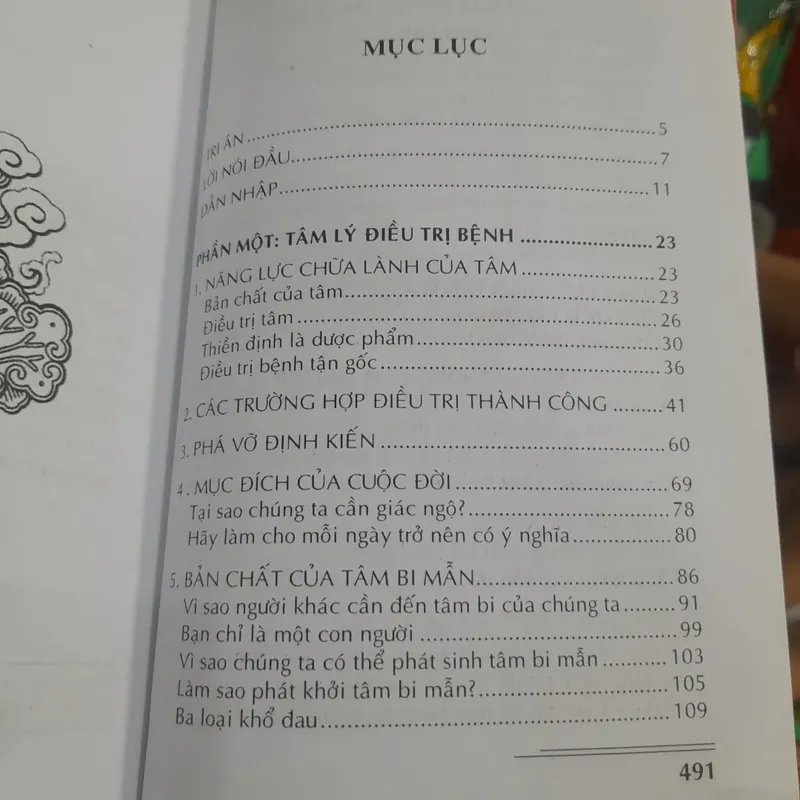 MỤC LỤC
TRI ÂN.......................................................................5
LỜI NÓI ĐẦU................................................................7
DẪN NHẬP..................................................................11
PHẦN MỘT: TÂM LÝ ĐIỀU TRỊ BỆNH ......................23
1. NĂNG LỰC CHỮA LÀNH CỦA TÂM ......................23
Bản chất của tâm......................................................23
Điều trị tâm ..............................................................26
Thiền định là dược phẩm..........................................30
Điều trị bệnh tận gốc ................................................36
2. CÁC TRƯỜNG HỢP ĐIỀU TRỊ THÀNH CÔNG .........41
3. PHÁ VỠ ĐỊNH KIẾN ................................................60
4. MỤC ĐÍCH CỦA CUỘC ĐỜI....................................69
Tại sao chúng ta cần giác ngộ? ................................78
Hãy làm cho mỗi ngày trở nên có ý nghĩa..............80
5. BẢN CHẤT CỦA TÂM BI MẪN................................86
Vì sao người khác cần đến tâm bi của chúng ta.........91
Bạn chỉ là một con người ..........................................99
Vì sao chúng ta có thể phát sinh tâm bi mẫn ...........103
Làm sao phát khởi tâm bi mẫn?..............................105
Ba loại khổ đau........................................................109
491